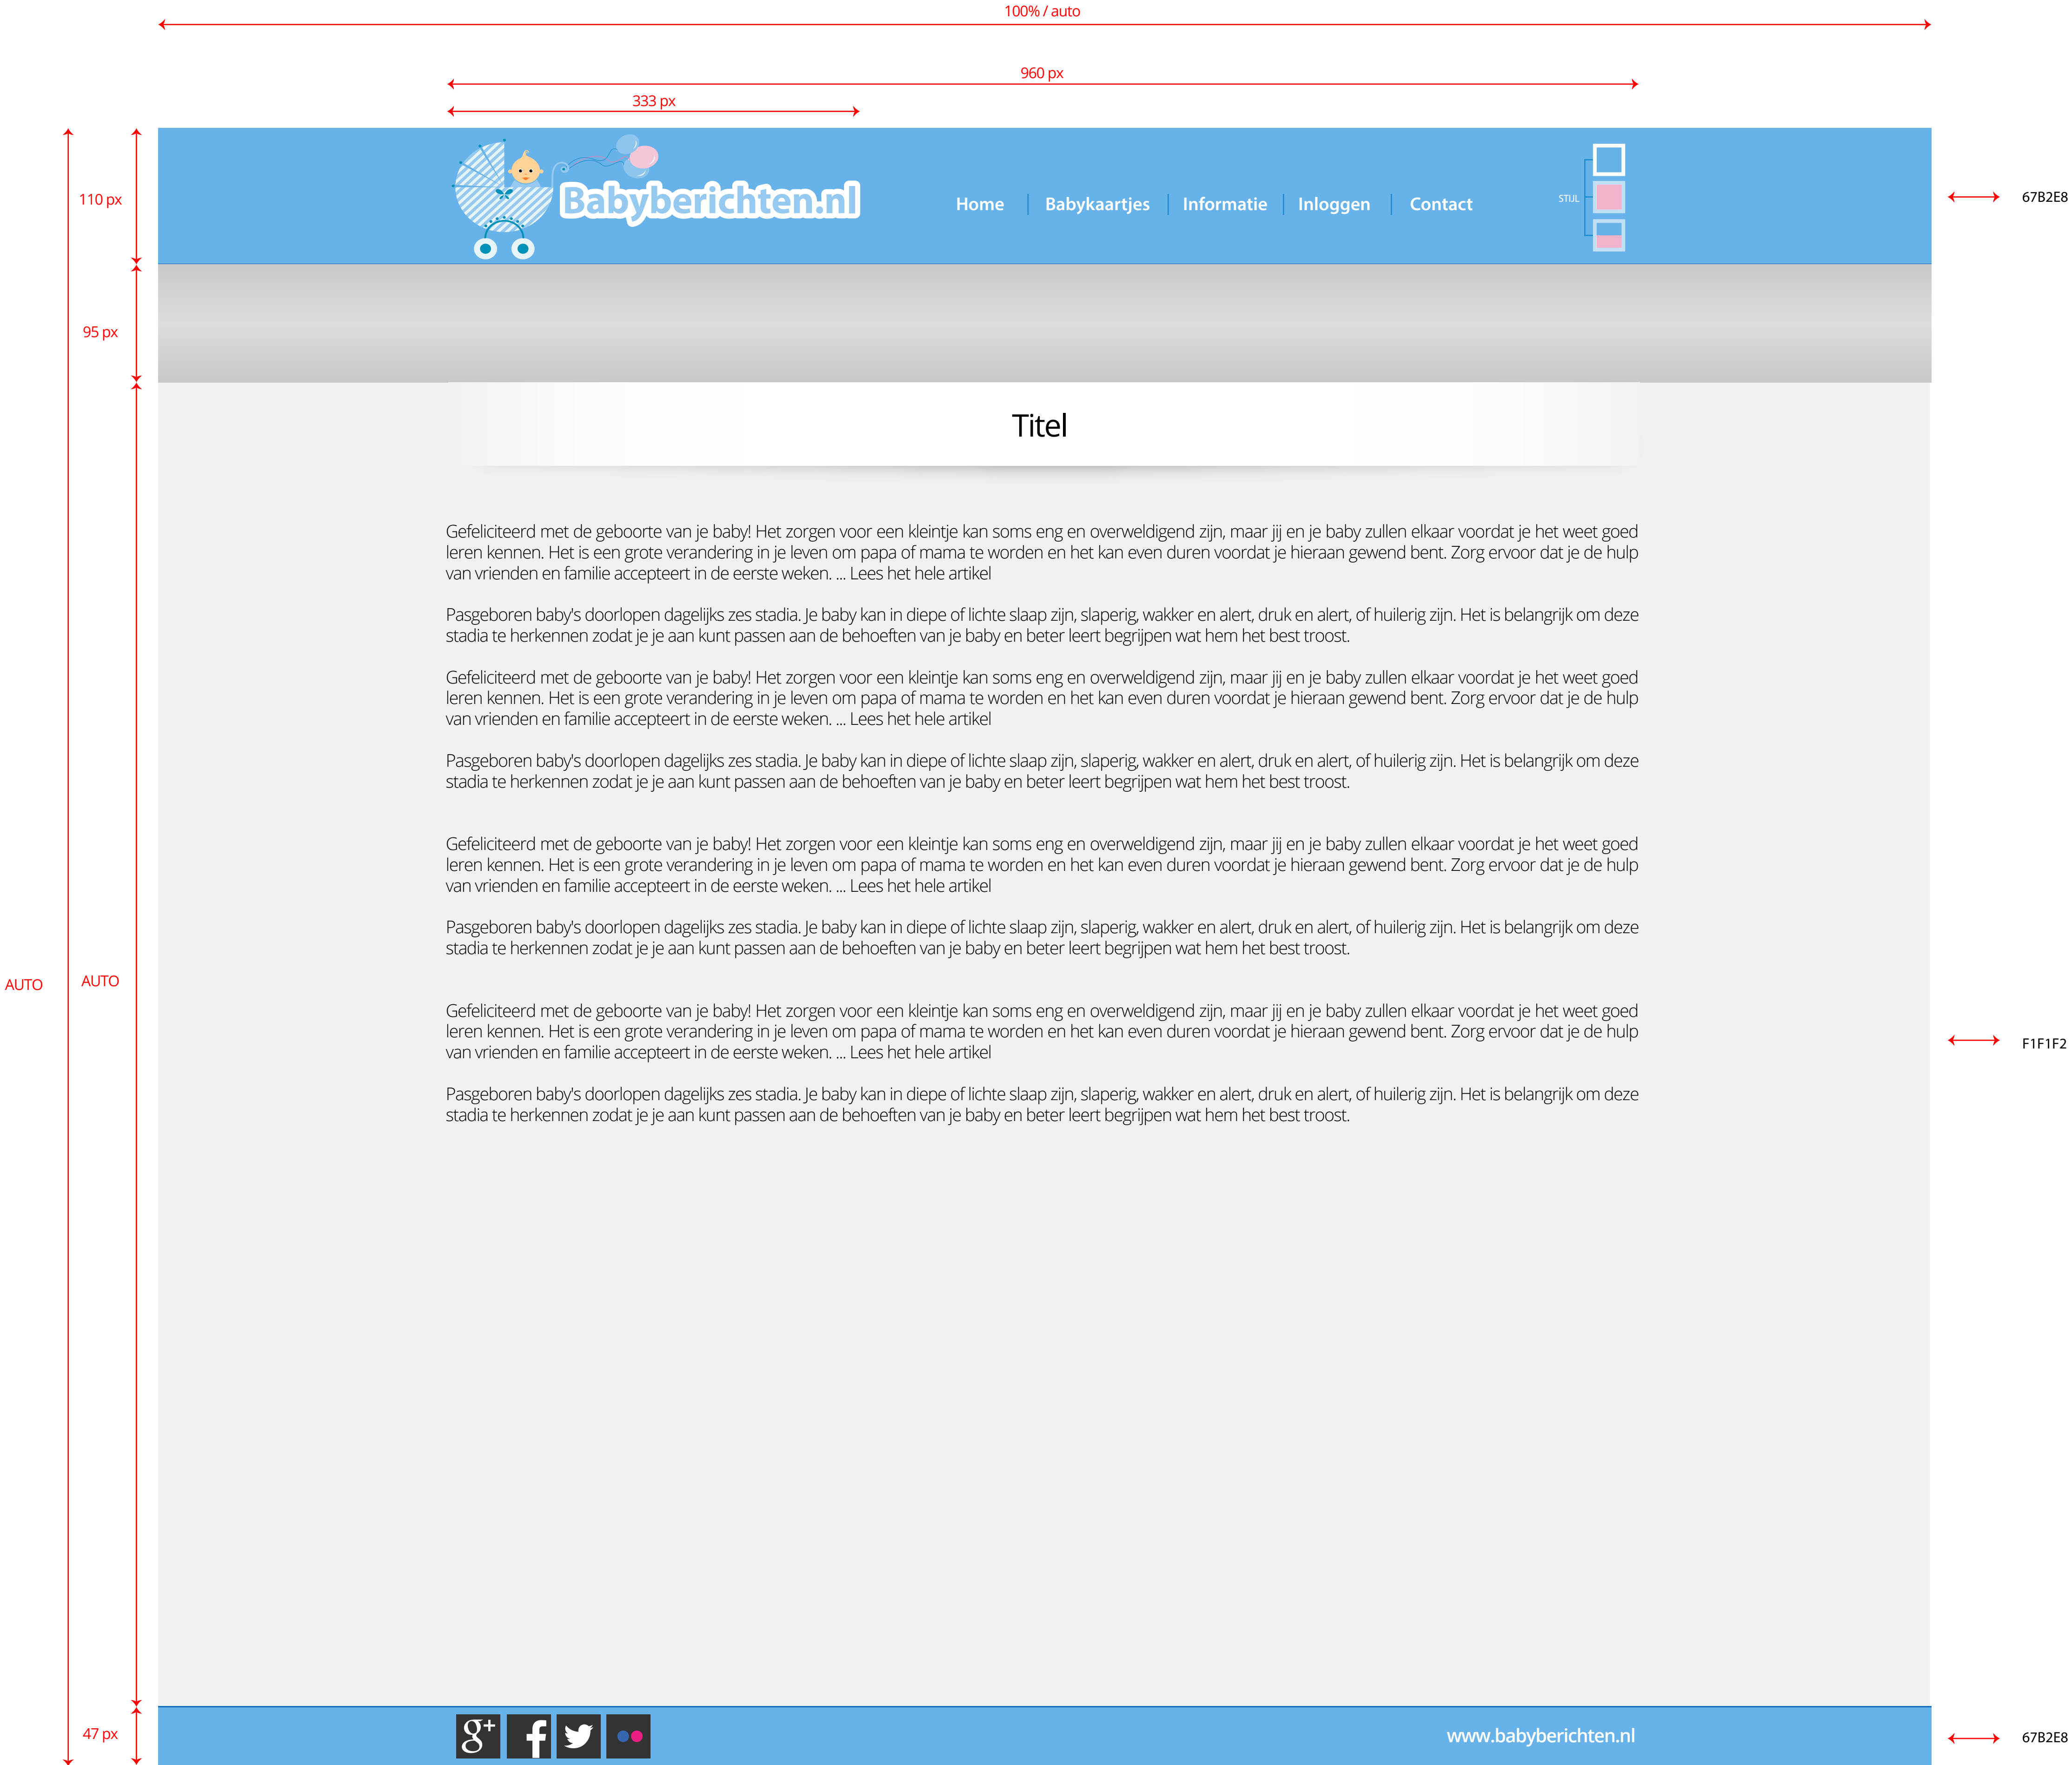 100% / auto
960 px
333 px
110 px
Babyberichten.nl
Home Babykaartjes Informatie Inloggen Contact
STIJL
67B2E8
95 px
Titel
Gefeliciteerd met de geboorte van je baby! Het zorgen voor een kleintje kan soms eng en overweldigend zijn, maar jij en je baby zullen elkaar voordat je het weet goed
leren kennen. Het is een grote verandering in je leven om papa of mama te worden en het kan even duren voordat je hieraan gewend bent. Zorg ervoor dat je de hulp
van vrienden en familie accepteert in de eerste weken. ... Lees het hele artikel
Pasgeboren baby's doorlopen dagelijks zes stadia. Je baby kan in diepe of lichte slaap zijn, slaperig, wakker en alert, druk en alert, of huilerig zijn. Het is belangrijk om deze
stadia te herkennen zodat je je aan kunt passen aan de behoeften van je baby en beter leert begrijpen wat hem het best troost.
Gefeliciteerd met de geboorte van je baby! Het zorgen voor een kleintje kan soms eng en overweldigend zijn, maar jij en je baby zullen elkaar voordat je het weet goed
leren kennen. Het is een grote verandering in je leven om papa of mama te worden en het kan even duren voordat je hieraan gewend bent. Zorg ervoor dat je de hulp
van vrienden en familie accepteert in de eerste weken. ... Lees het hele artikel
Pasgeboren baby's doorlopen dagelijks zes stadia. Je baby kan in diepe of lichte slaap zijn, slaperig, wakker en alert, druk en alert, of huilerig zijn. Het is belangrijk om deze
stadia te herkennen zodat je je aan kunt passen aan de behoeften van je baby en beter leert begrijpen wat hem het best troost.
Gefeliciteerd met de geboorte van je baby! Het zorgen voor een kleintje kan soms eng en overweldigend zijn, maar jij en je baby zullen elkaar voordat je het weet goed
leren kennen. Het is een grote verandering in je leven om papa of mama te worden en het kan even duren voordat je hieraan gewend bent. Zorg ervoor dat je de hulp
van vrienden en familie accepteert in de eerste weken. ... Lees het hele artikel
Pasgeboren baby's doorlopen dagelijks zes stadia. Je baby kan in diepe of lichte slaap zijn, slaperig, wakker en alert, druk en alert, of huilerig zijn. Het is belangrijk om deze
stadia te herkennen zodat je je aan kunt passen aan de behoeften van je baby en beter leert begrijpen wat hem het best troost.
AUTO
AUTO
Gefeliciteerd met de geboorte van je baby! Het zorgen voor een kleintje kan soms eng en overweldigend zijn, maar jij en je baby zullen elkaar voordat je het weet goed
leren kennen. Het is een grote verandering in je leven om papa of mama te worden en het kan even duren voordat je hieraan gewend bent. Zorg ervoor dat je de hulp
van vrienden en familie accepteert in de eerste weken. ... Lees het hele artikel
F1F1F2
Pasgeboren baby's doorlopen dagelijks zes stadia. Je baby kan in diepe of lichte slaap zijn, slaperig, wakker en alert, druk en alert, of huilerig zijn. Het is belangrijk om deze
stadia te herkennen zodat je je aan kunt passen aan de behoeften van je baby en beter leert begrijpen wat hem het best troost.
47 px
g+ f
www.babyberichten.nl
67B2E8